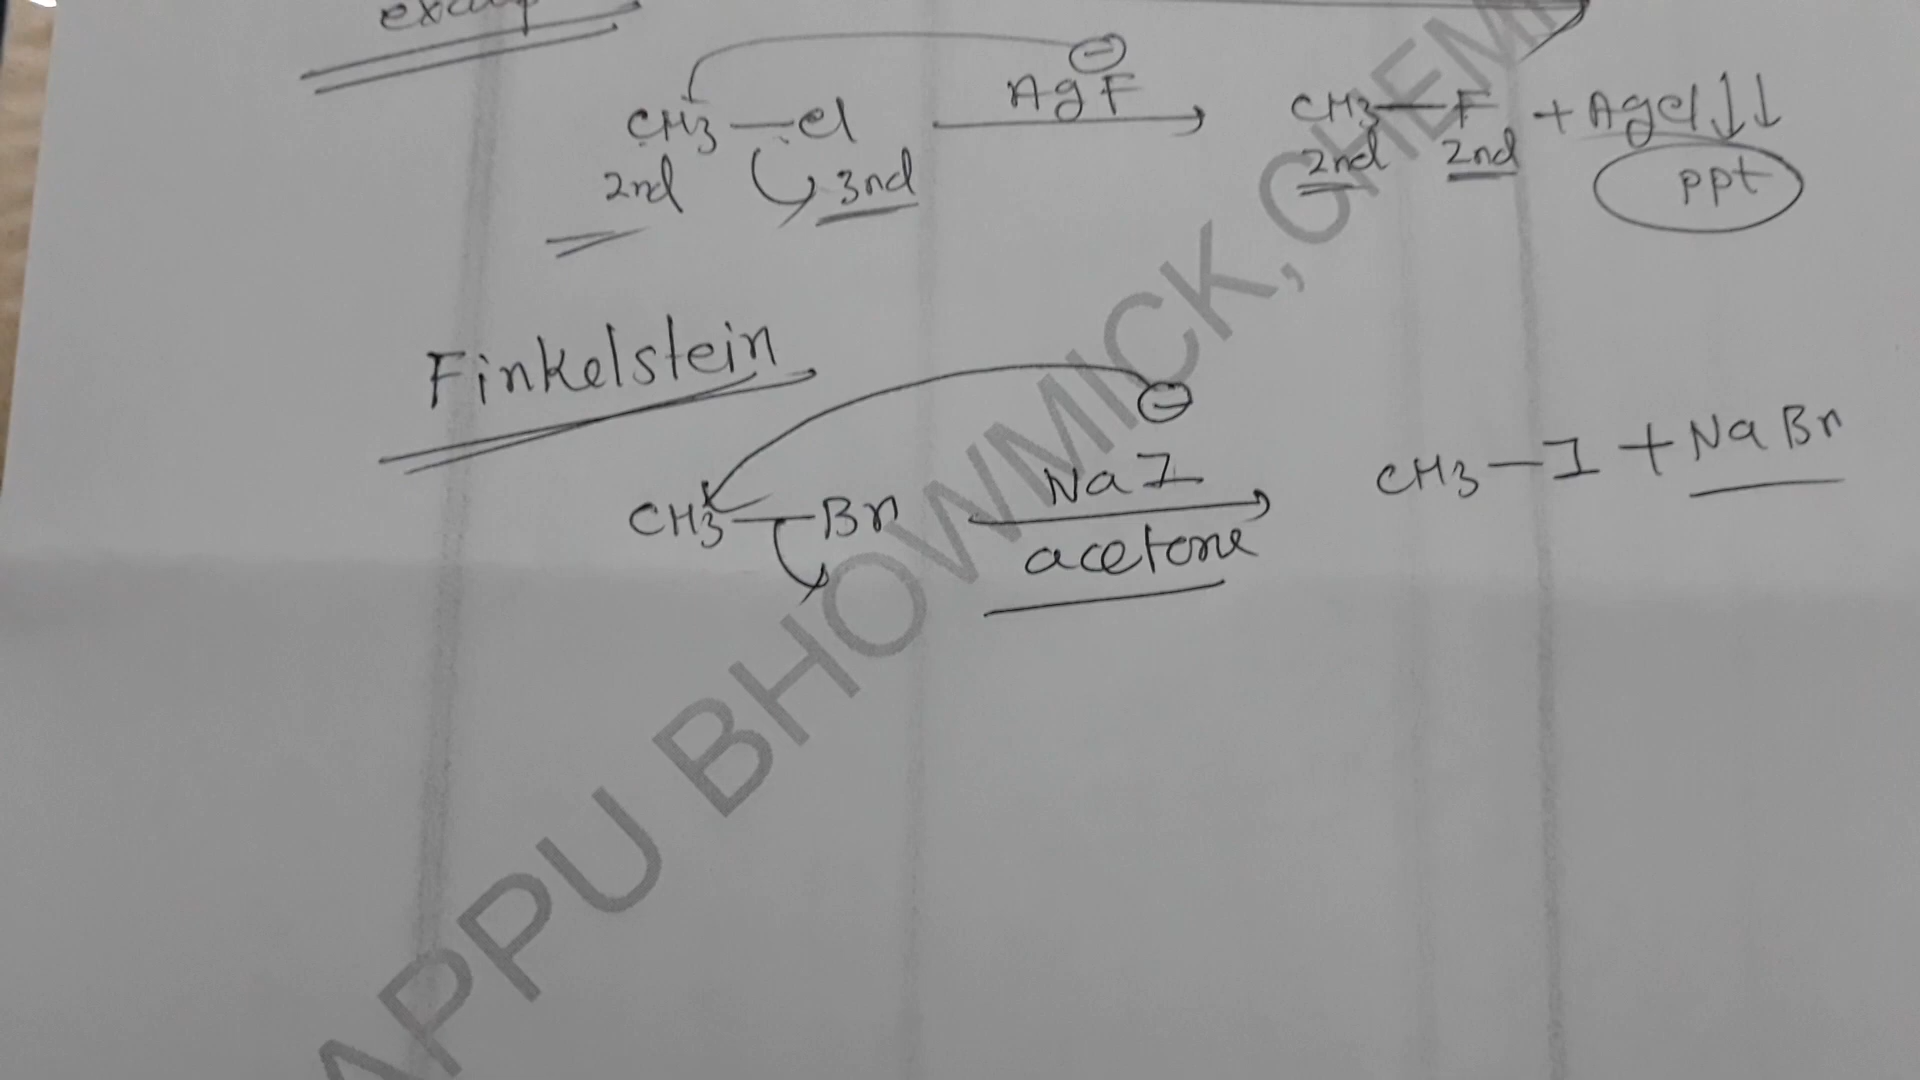 CH3—Cl AgF ⊖ → CH3—F + AgCl↓↓
2nd 3nd 2nd 2nd ppt
Finkelstein
CH3—Br NaI ⊖ → CH3—I + NaBr
acetone
APPU BHOWMICK, CHEM